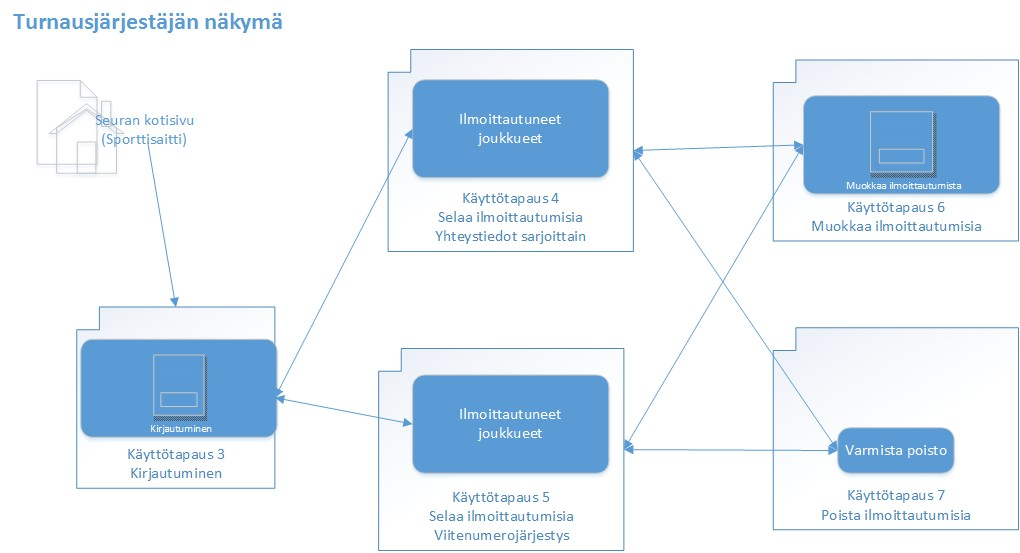 Turnausjärjestäjän näkymä
Seuran kotisivu
(Sporttisaitti)
Kirjautuminen
Käyttötapaus 3
Kirjautuminen
Ilmoittautuneet
joukkueet
Käyttötapaus 4
Selaa ilmoittautumisia
Yhteystiedot sarjoittain
Ilmoittautuneet
joukkueet
Käyttötapaus 5
Selaa ilmoittautumisia
Viitenumerojärjestys
Muokkaa ilmoittautumista
Käyttötapaus 6
Muokkaa ilmoittautumisia
Varmista poisto
Käyttötapaus 7
Poista ilmoittautumisia